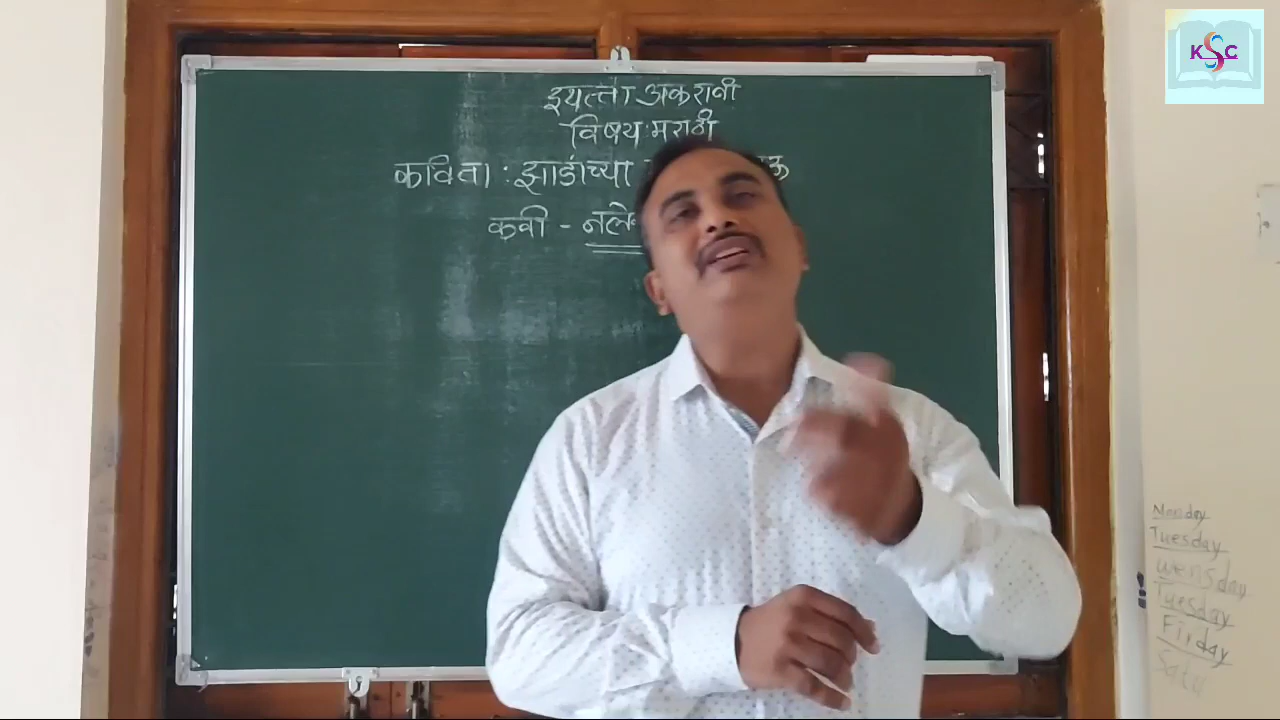 इयत्ता अकरावी
विषय: मराठी
कविता : झाडांच्या
कवी -
KSC
Monday
Tuesday
wensday
Tuesday
Firday